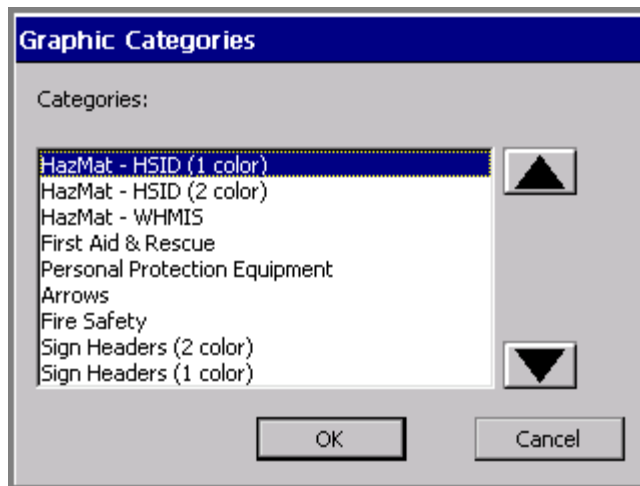 Graphic Categories
Categories:
HazMat - HSID (1 color)
HazMat - HSID (2 color)
HazMat - WHMIS
First Aid & Rescue
Personal Protection Equipment
Arrows
Fire Safety
Sign Headers (2 color)
Sign Headers (1 color)
OK
Cancel